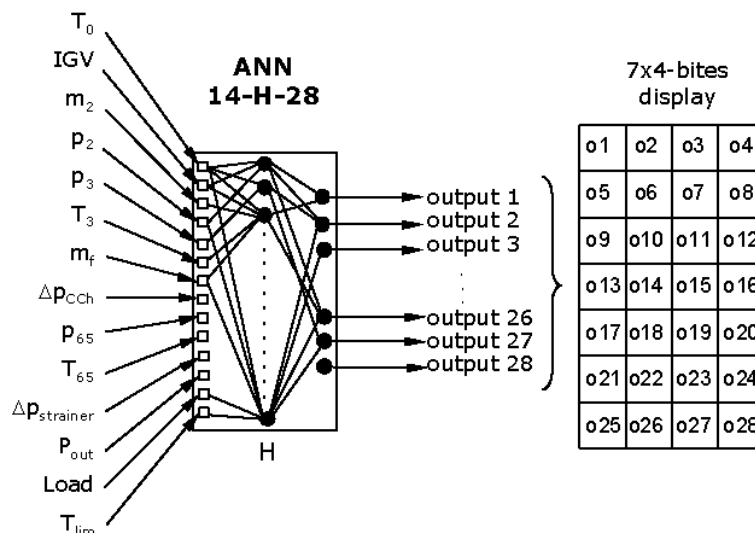 T0
IGV
m2
p2
p3
T3
mf
ΔpCCh
p65
T65
Δpstrainer
Pout
Load
Tlim
ANN
14-H-28
H
output 1
output 2
output 3
output 26
output 27
output 28
7x4-bites
display
o1 o2 o3 o4
o5 o6 o7 o8
o9 o10 o11 o12
o13 o14 o15 o16
o17 o18 o19 o20
o21 o22 o23 o24
o25 o26 o27 o28